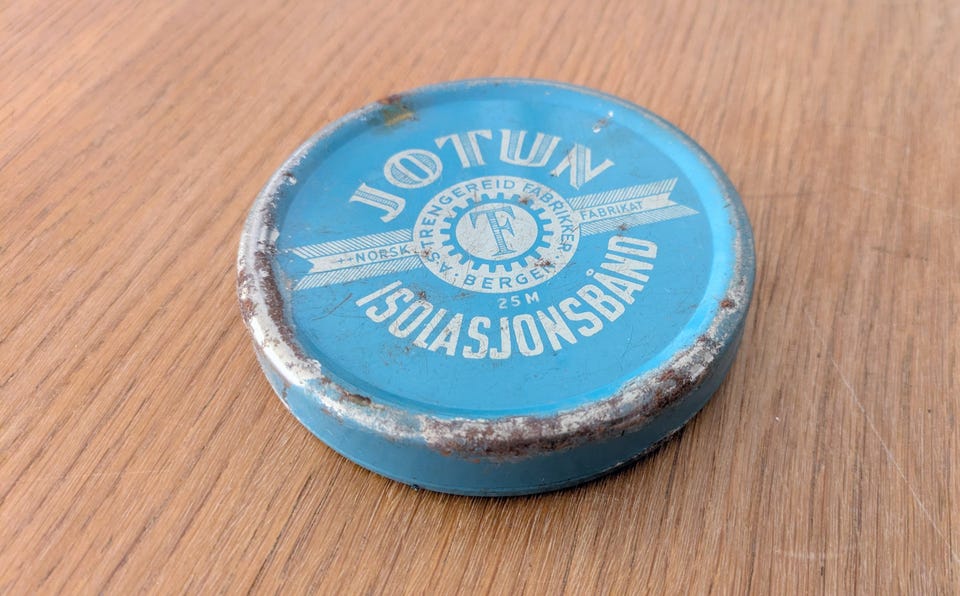 JOTUN
A.S. TRENGEREID FABRIKKER
TF
NORSK
FABRIKAT
BERGEN
25 M
ISOLASJONSBÅND